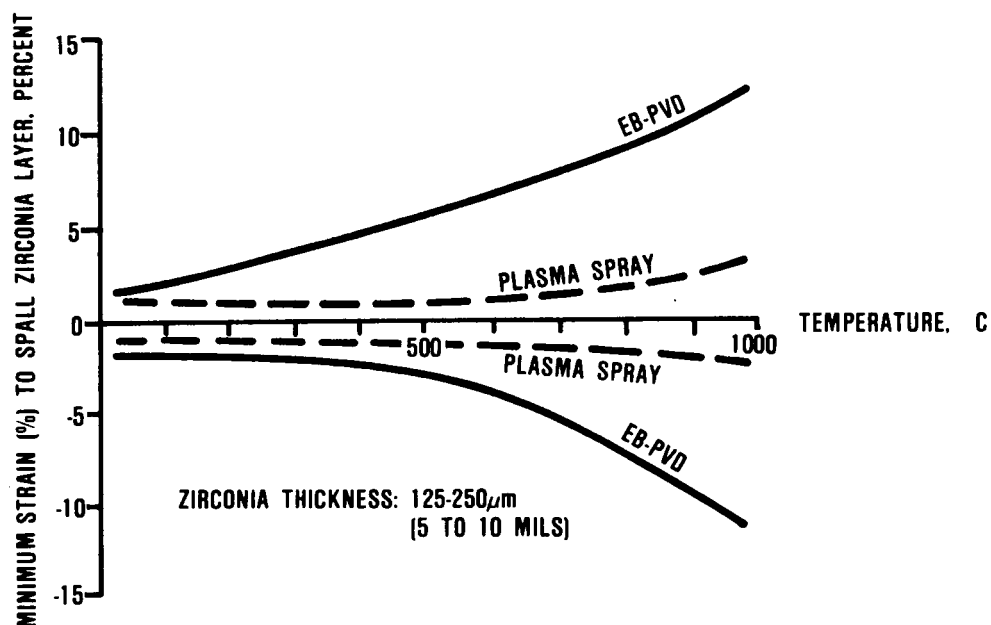 MINIMUM STRAIN (%) TO SPALL ZIRCONIA LAYER, PERCENT
15
10
5
0
-5
-10
-15
EB-PVD
PLASMA SPRAY
500
1000
TEMPERATURE, C
PLASMA SPRAY
EB-PVD
ZIRCONIA THICKNESS: 125-250μm
(5 TO 10 MILS)